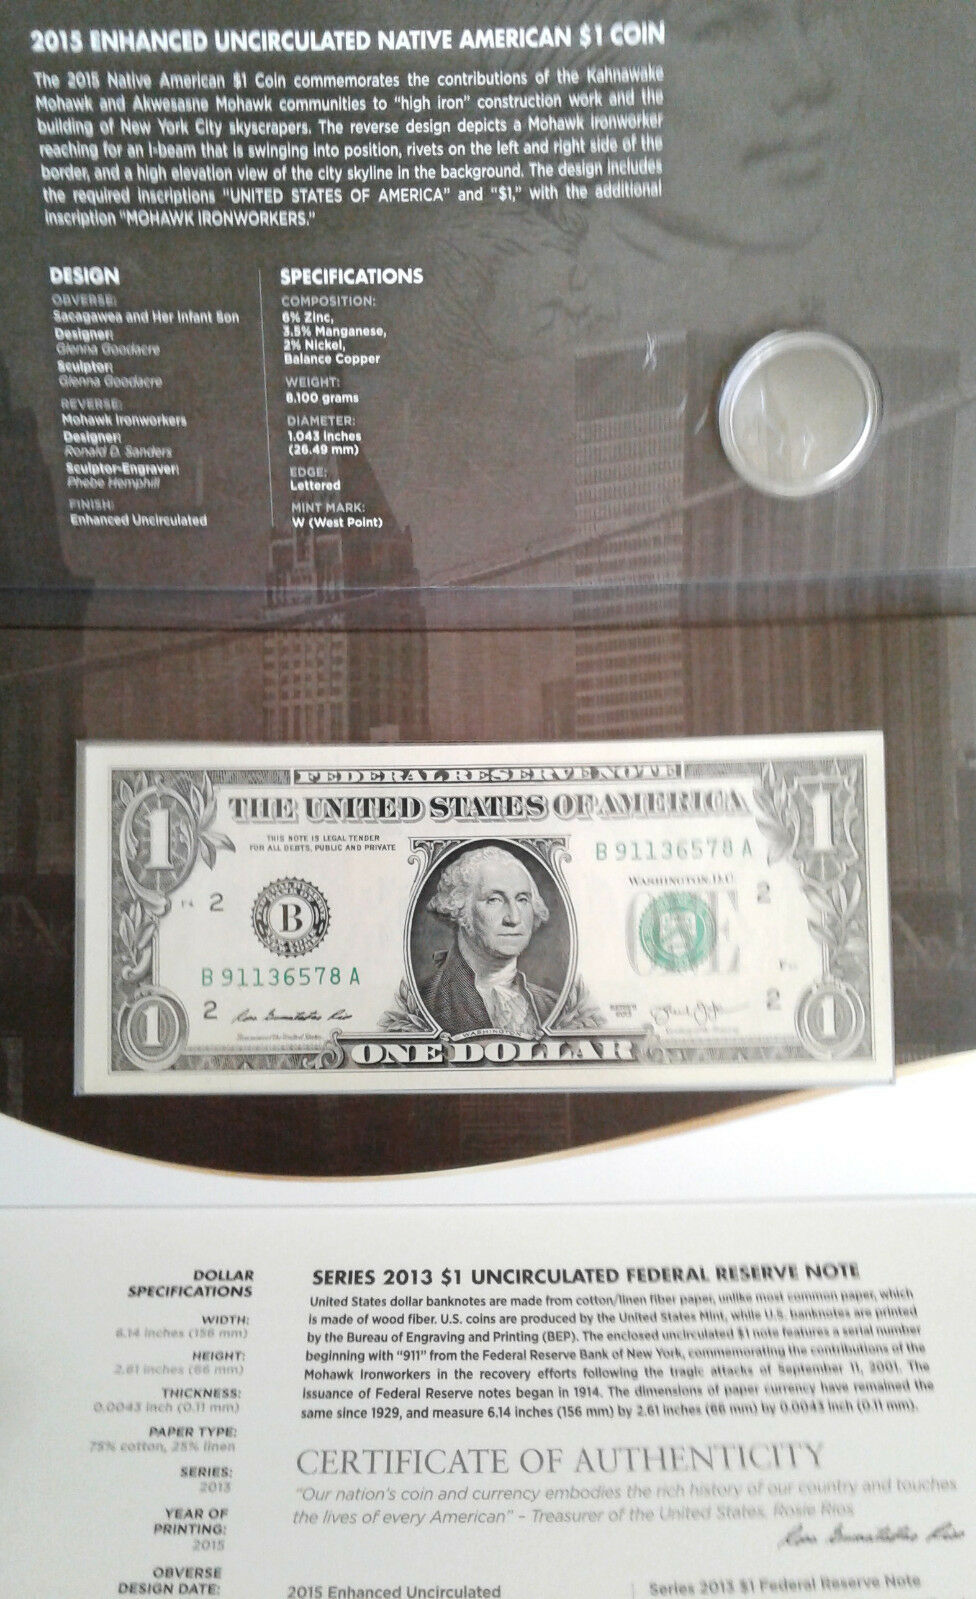 2015 ENHANCED UNCIRCULATED NATIVE AMERICAN $1 COIN
The 2015 Native American $1 Coin commemorates the contributions of the Kahnawake
Mohawk and Akwesasne Mohawk communities to "high iron" construction work and the
building of New York City skyscrapers. The reverse design depicts a Mohawk ironworker
reaching for an I-beam that is swinging into position, rivets on the left and right side of the
border, and a high elevation view of the city skyline in the background. The design includes
the required inscriptions "UNITED STATES OF AMERICA" and "$1," with the additional
inscription "MOHAWK IRONWORKERS."
DESIGN
OBVERSE:
Sacagawea and Her Infant Son
Designer:
Glenna Goodacre
Sculptor:
Glenna Goodacre
REVERSE:
Mohawk Ironworkers
Designer:
Ronald D. Sanders
Sculptor-Engraver:
Phebe Hemphill
FINISH:
Enhanced Uncirculated
SPECIFICATIONS
COMPOSITION:
6% Zinc,
3.5% Manganese,
2% Nickel,
Balance Copper
WEIGHT:
8.100 grams
DIAMETER:
1.043 inches
(26.49 mm)
EDGE:
Lettered
MINT MARK:
W (West Point)
FEDERAL RESERVE NOTE
THE UNITED STATES OF AMERICA
1
1
THIS NOTE IS LEGAL TENDER
FOR ALL DEBTS, PUBLIC AND PRIVATE
B 91136578 A
WASHINGTON, D.C.
2
2
B
ONE
B 91136578 A
2
2
SERIES
2013
1
1
WASHINGTON
ONE DOLLAR
DOLLAR
SPECIFICATIONS
WIDTH:
6.14 inches (156 mm)
HEIGHT:
2.61 inches (66 mm)
THICKNESS:
0.0043 inch (0.11 mm)
PAPER TYPE:
75% cotton, 25% linen
SERIES:
2013
YEAR OF
PRINTING:
2015
OBVERSE
DESIGN DATE:
SERIES 2013 $1 UNCIRCULATED FEDERAL RESERVE NOTE
United States dollar banknotes are made from cotton/linen fiber paper, unlike most common paper, which
is made of wood fiber. U.S. coins are produced by the United States Mint, while U.S. banknotes are printed
by the Bureau of Engraving and Printing (BEP). The enclosed uncirculated $1 note features a serial number
beginning with "911" from the Federal Reserve Bank of New York, commemorating the contributions of the
Mohawk Ironworkers in the recovery efforts following the tragic attacks of September 11, 2001. The
issuance of Federal Reserve notes began in 1914. The dimensions of paper currency have remained the
same since 1929, and measure 6.14 inches (156 mm) by 2.61 inches (66 mm) by 0.0043 inch (0.11 mm).
CERTIFICATE OF AUTHENTICITY
"Our nation's coin and currency embodies the rich history of our country and touches
the lives of every American" – Treasurer of the United States, Rosie Rios
2015 Enhanced Uncirculated
Series 2013 $1 Federal Reserve Note